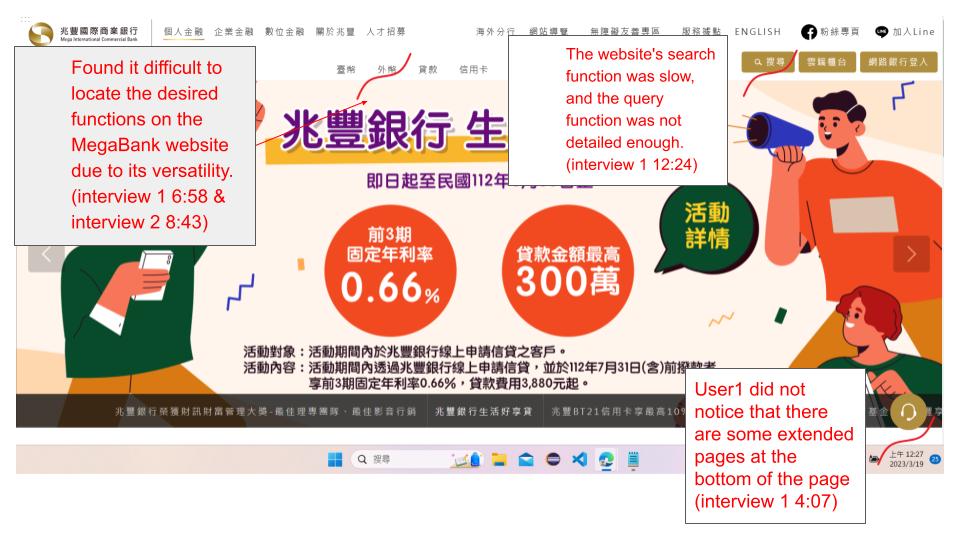 兆豐國際商業銀行
Mega International Commercial Bank
個人金融 企業金融 數位金融 關於兆豐 人才招募
海外分行 網站導覽 無障礙友善專區 服務據點 ENGLISH 粉絲專頁 加入Line
臺幣 外幣 貸款 信用卡
搜尋 雲端櫃台 網路銀行登入
Found it difficult to
locate the desired
functions on the
MegaBank website
due to its versatility.
(interview 1 6:58 &
interview 2 8:43)
The website's search
function was slow,
and the query
function was not
detailed enough.
(interview 1 12:24)
兆豐銀行 生
即日起至民國112年
前3期
固定年利率
0.66%
貸款金額最高
300萬
活動
詳情
活動對象：活動期間內於兆豐銀行線上申請信貸之客戶。
活動內容：活動期間內透過兆豐銀行線上申請信貸，並於112年7月31日(含)前撥款者
享前3期固定年利率0.66%，貸款費用3,880元起。
兆豐銀行榮獲財訊財富管理大獎-最佳理專團隊、最佳影音行銷 兆豐銀行生活好享貸 兆豐BT21信用卡享最高10% 基金
User1 did not
notice that there
are some extended
pages at the
bottom of the page
(interview 1 4:07)
搜尋
上午 12:27
2023/3/19
25